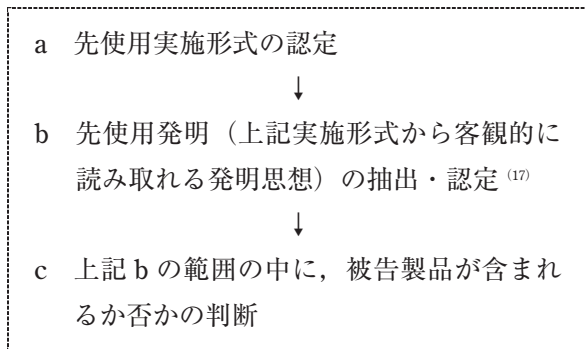 a 先使用実施形式の認定
↓
b 先使用発明（上記実施形式から客観的に
読み取れる発明思想）の抽出・認定 (17)
↓
c 上記 b の範囲の中に，被告製品が含まれ
るか否かの判断